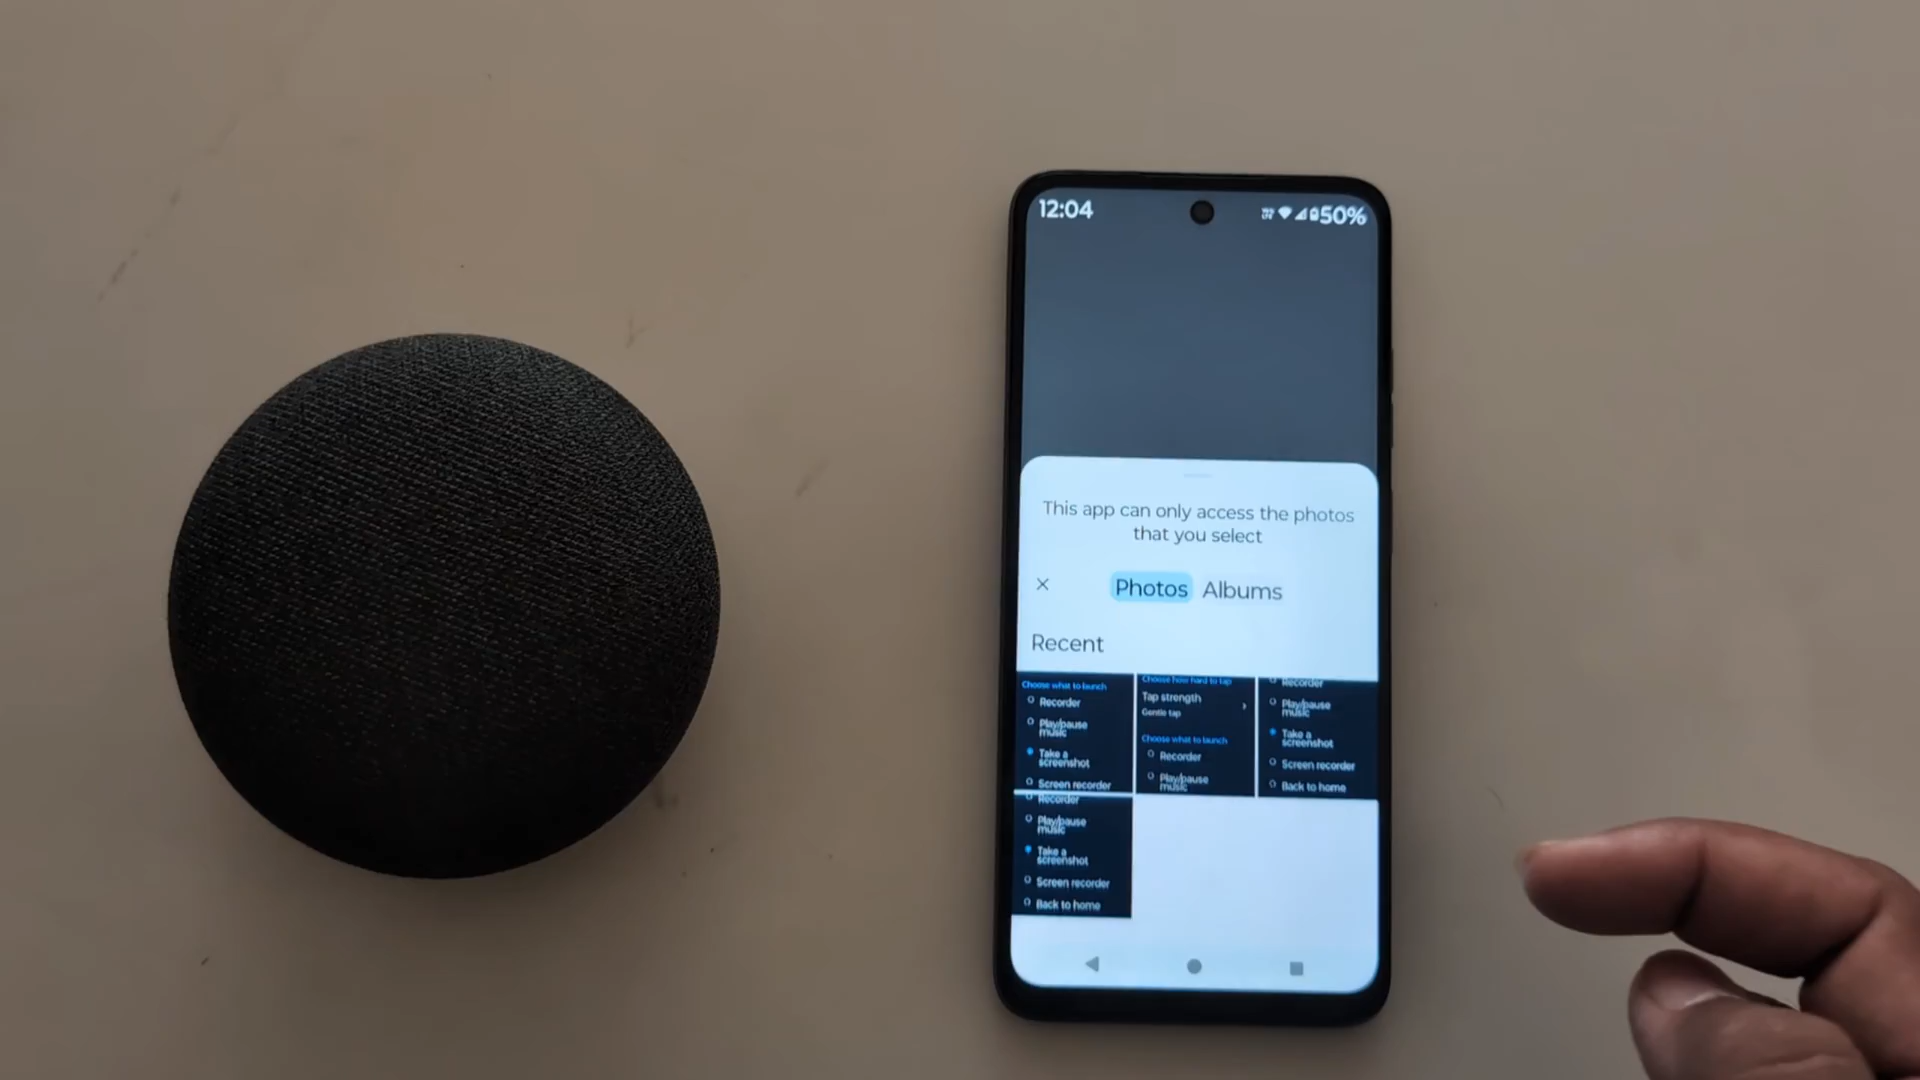 12:04
50%
This app can only access the photos
that you select
Photos Albums
Recent
Choose what to launch
Recorder
Play/pause
music
Take a
screenshot
Screen recorder
Choose how hard to tap
Tap strength
Gentle tap
Choose what to launch
Recorder
Play/pause
music
Recorder
Play/pause
music
Take a
screenshot
Screen recorder
Back to home
Recorder
Play/pause
music
Take a
screenshot
Screen recorder
Back to home